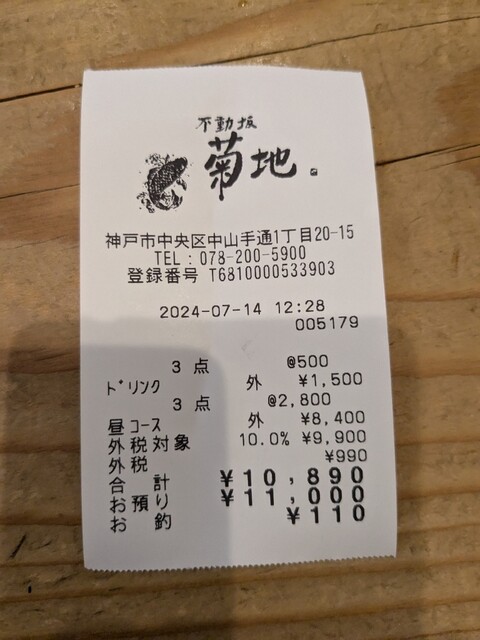 不動坂
菊地
神戸市中央区中山手通1丁目20-15
TEL : 078-200-5900
登録番号 T6810000533903
2024-07-14 12:28
005179
3 点 @500
ドリンク 外 ¥1,500
3 点 @2,800
昼コース 外 ¥8,400
外税対象 10.0% ¥9,900
外税 ¥990
合 計 ¥10,890
お預り ¥11,000
お 釣 ¥110